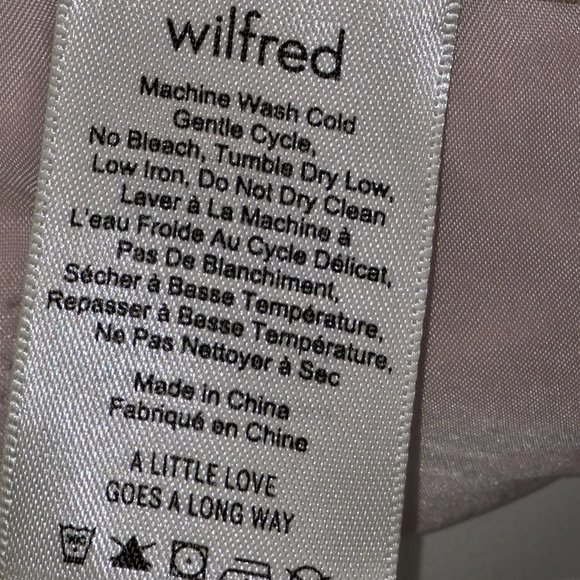 wilfred
Machine Wash Cold
Gentle Cycle,
No Bleach, Tumble Dry Low,
Low Iron, Do Not Dry Clean
Laver à La Machine à
L'eau Froide Au Cycle Délicat,
Pas De Blanchiment,
Sécher à Basse Température,
Repasser à Basse Température,
Ne Pas Nettoyer à Sec
Made in China
Fabriqué en Chine
A LITTLE LOVE
GOES A LONG WAY